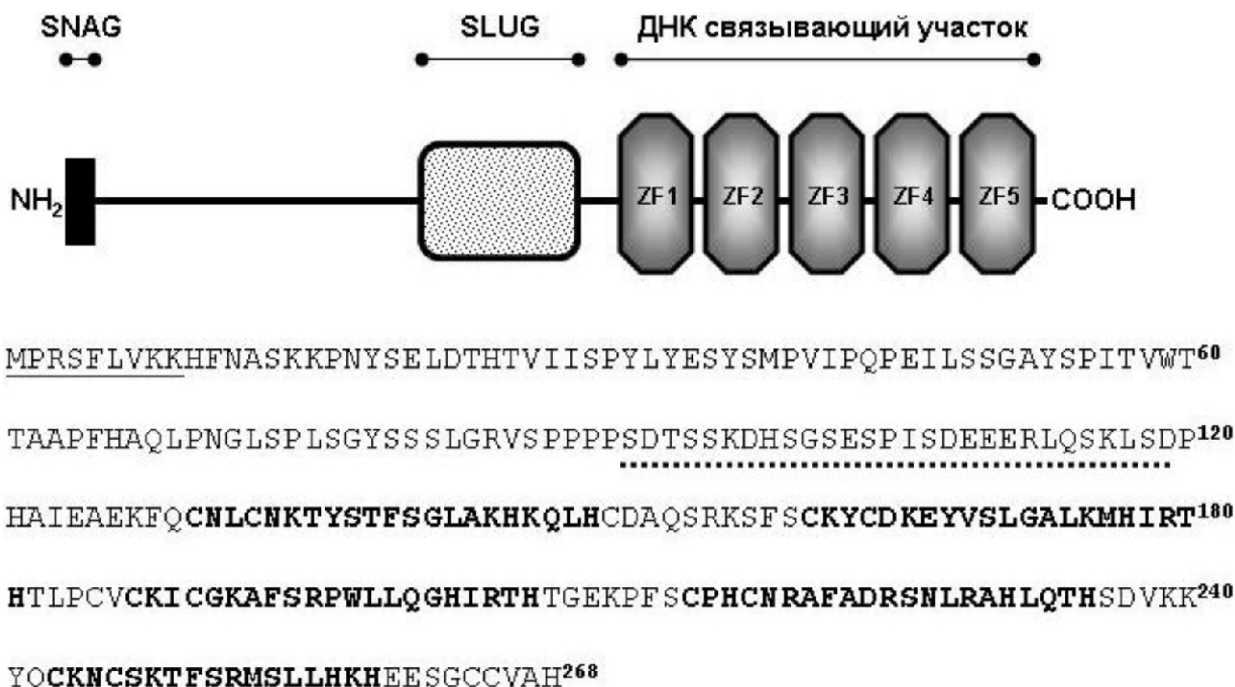 SNAG SLUG ДНК связывающий участок
NH2 ZF1 ZF2 ZF3 ZF4 ZF5 COOH
MPRSFLVKKHFNASKKPNYSELDTHTVIISPYLYESYSMPVIPQPEILSSGAYSPITVWT60
TAAPFHAQLPNGLSPLSGYSSSLGRVSPPPPSDTSSKDHSGSESPISDEEERLQSKLSDP120
HAIEAEKFQCNLCNKTYSTFSGLAKHKQLHCDAQSRKSFSCKYCDKEYVSLGALKMHIRT180
HTLPCVCKICGKAFSRPWLLQGHIRTHTGEKPFSCPHCNRAFADRSNLRAHLQTHSDVKK240
YQCKNCSKTFSRMSLLHKHEESGCCVAH268